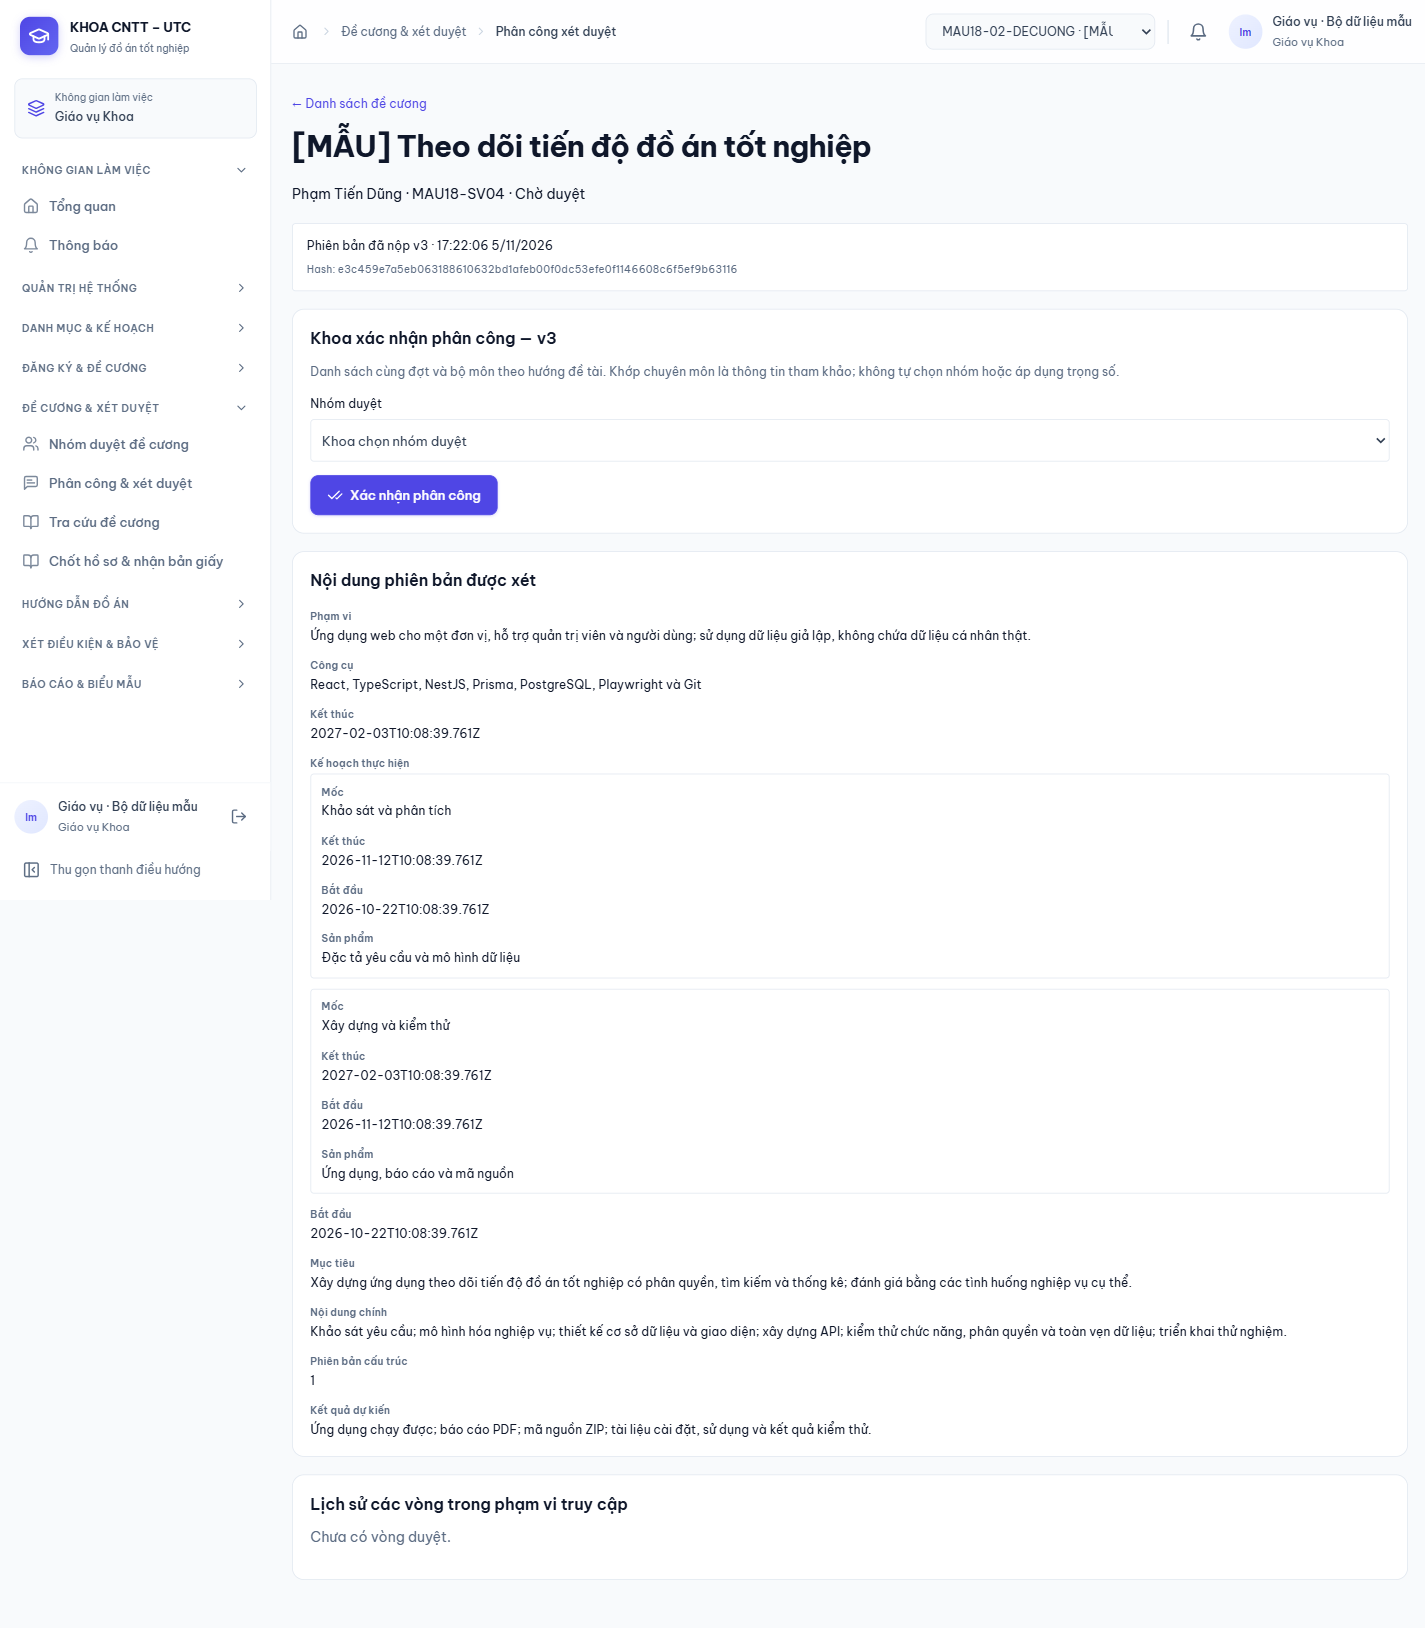 KHOA CNTT – UTC
Quản lý đồ án tốt nghiệp
Không gian làm việc
Giáo vụ Khoa
KHÔNG GIAN LÀM VIỆC
Tổng quan
Thông báo
QUẢN TRỊ HỆ THỐNG
DANH MỤC & KẾ HOẠCH
ĐĂNG KÝ & ĐỀ CƯƠNG
ĐỀ CƯƠNG & XÉT DUYỆT
Nhóm duyệt đề cương
Phân công & xét duyệt
Tra cứu đề cương
Chốt hồ sơ & nhận bản giấy
HƯỚNG DẪN ĐỒ ÁN
XÉT ĐIỀU KIỆN & BẢO VỆ
BÁO CÁO & BIỂU MẪU
Im
Giáo vụ · Bộ dữ liệu mẫu
Giáo vụ Khoa
Thu gọn thanh điều hướng
Đề cương & xét duyệt
Phân công xét duyệt
MAU18-02-DECUONG · [MẪU
Im
Giáo vụ · Bộ dữ liệu mẫu
Giáo vụ Khoa
← Danh sách đề cương
[MẪU] Theo dõi tiến độ đồ án tốt nghiệp
Phạm Tiến Dũng · MAU18-SV04 · Chờ duyệt
Phiên bản đã nộp v3 · 17:22:06 5/11/2026
Hash: e3c459e7a5eb063188610632bd1afeb00f0dc53efe0f1146608c6f5ef9b63116
Khoa xác nhận phân công — v3
Danh sách cùng đợt và bộ môn theo hướng đề tài. Khớp chuyên môn là thông tin tham khảo; không tự chọn nhóm hoặc áp dụng trọng số.
Nhóm duyệt
Khoa chọn nhóm duyệt
Xác nhận phân công
Nội dung phiên bản được xét
Phạm vi
Ứng dụng web cho một đơn vị, hỗ trợ quản trị viên và người dùng; sử dụng dữ liệu giả lập, không chứa dữ liệu cá nhân thật.
Công cụ
React, TypeScript, NestJS, Prisma, PostgreSQL, Playwright và Git
Kết thúc
2027-02-03T10:08:39.761Z
Kế hoạch thực hiện
Mốc
Khảo sát và phân tích
Kết thúc
2026-11-12T10:08:39.761Z
Bắt đầu
2026-10-22T10:08:39.761Z
Sản phẩm
Đặc tả yêu cầu và mô hình dữ liệu
Mốc
Xây dựng và kiểm thử
Kết thúc
2027-02-03T10:08:39.761Z
Bắt đầu
2026-11-12T10:08:39.761Z
Sản phẩm
Ứng dụng, báo cáo và mã nguồn
Bắt đầu
2026-10-22T10:08:39.761Z
Mục tiêu
Xây dựng ứng dụng theo dõi tiến độ đồ án tốt nghiệp có phân quyền, tìm kiếm và thống kê; đánh giá bằng các tình huống nghiệp vụ cụ thể.
Nội dung chính
Khảo sát yêu cầu; mô hình hóa nghiệp vụ; thiết kế cơ sở dữ liệu và giao diện; xây dựng API; kiểm thử chức năng, phân quyền và toàn vẹn dữ liệu; triển khai thử nghiệm.
Phiên bản cấu trúc
1
Kết quả dự kiến
Ứng dụng chạy được; báo cáo PDF; mã nguồn ZIP; tài liệu cài đặt, sử dụng và kết quả kiểm thử.
Lịch sử các vòng trong phạm vi truy cập
Chưa có vòng duyệt.